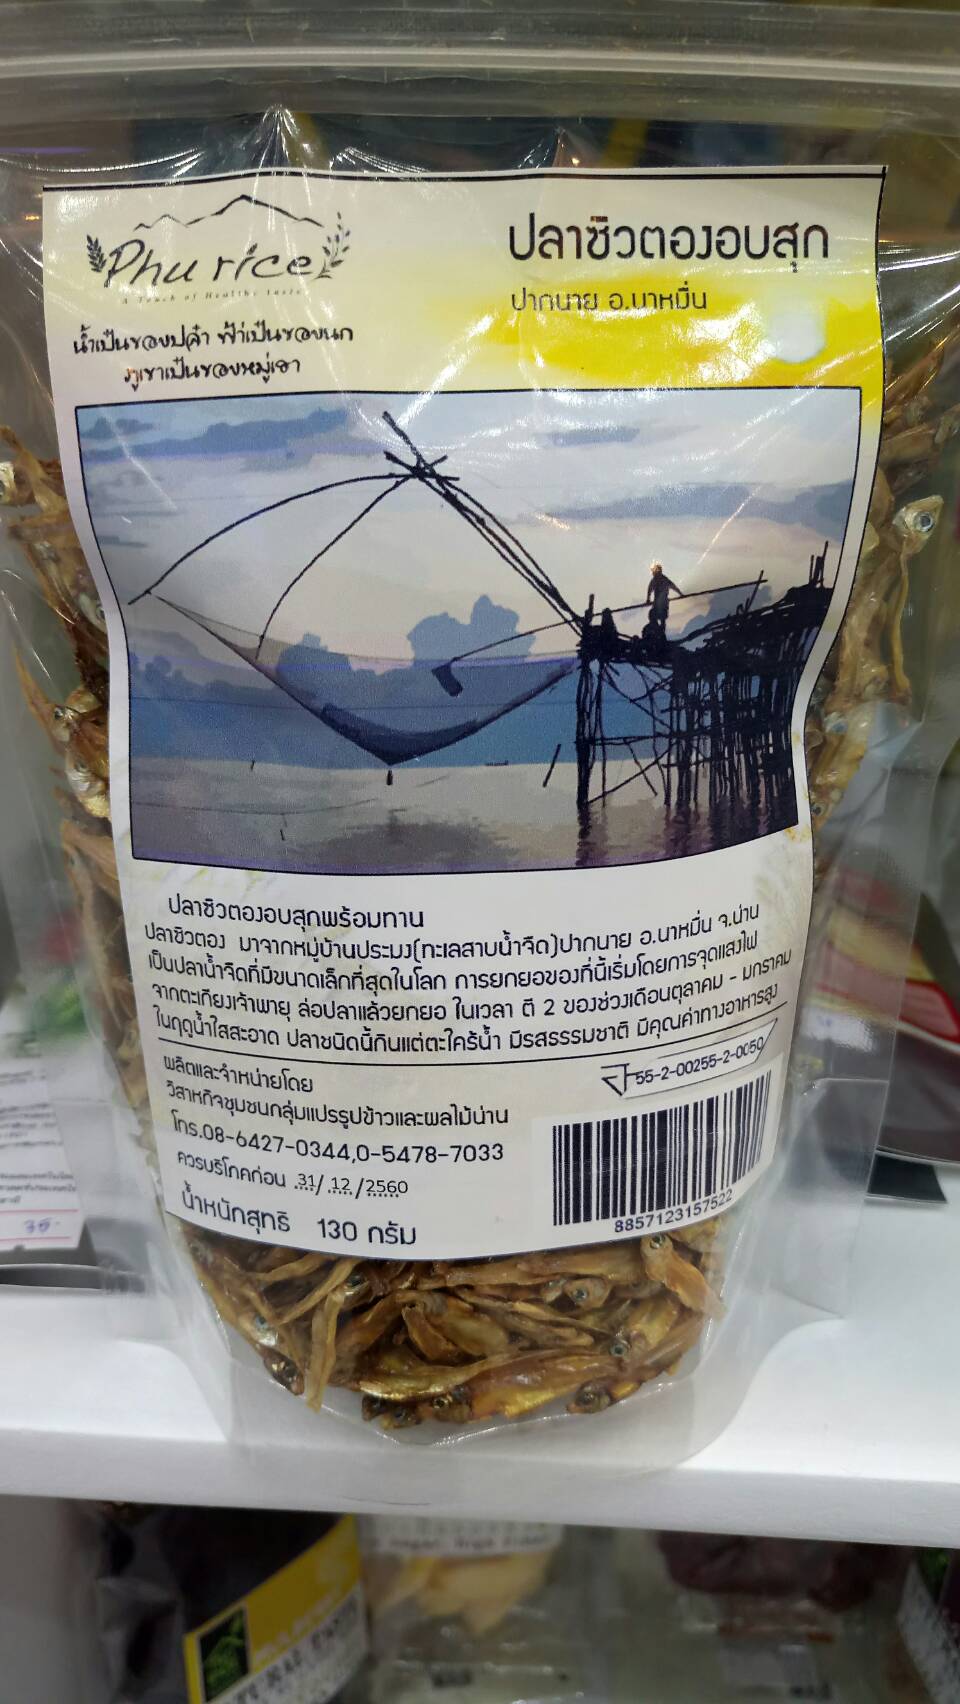 Phu rice
A Touch of Healthy Taste
น้ำเป็นของปลา ฟ้าเป็นของนก
ภูเขาเป็นของหมู่เฮา
ปลาซิวตองอบสุก
ปากนาย อ.นาหมื่น
ปลาซิวตองอบสุกพร้อมทาน
ปลาซิวตอง มาจากหมู่บ้านประมง(ทะเลสาบน้ำจืด)ปากนาย อ.นาหมื่น จ.น่าน
เป็นปลาน้ำจืดที่มีขนาดเล็กที่สุดในโลก การยกยอของที่นี้เริ่มโดยการจุดแสงไฟ
จากตะเกียงเจ้าพายุ ล่อปลาแล้วยกยอ ในเวลา ตี 2 ของช่วงเดือนตุลาคม - มกราคม
ในฤดูน้ำใสสะอาด ปลาชนิดนี้กินแต่ตะไคร้น้ำ มีรสธรรมชาติ มีคุณค่าทางอาหารสูง
ผลิตและจำหน่ายโดย
วิสาหกิจชุมชนกลุ่มแปรรูปข้าวและผลไม้น่าน
โทร.08-6427-0344,0-5478-7033
ควรบริโภคก่อน 31/ 12 /2560
น้ำหนักสุทธิ 130 กรัม
55-2-00255-2-0050
8857123157522
35.-